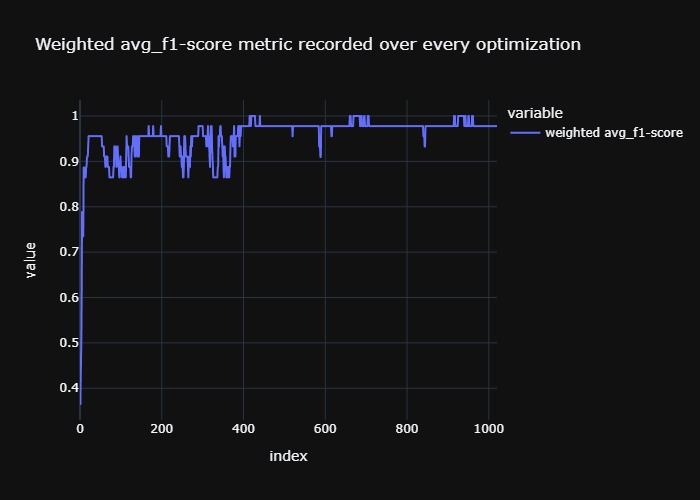 Weighted avg_f1-score metric recorded over every optimization
variable
weighted avg_f1-score
value
1
0.9
0.8
0.7
0.6
0.5
0.4
0
200
400
600
800
1000
index